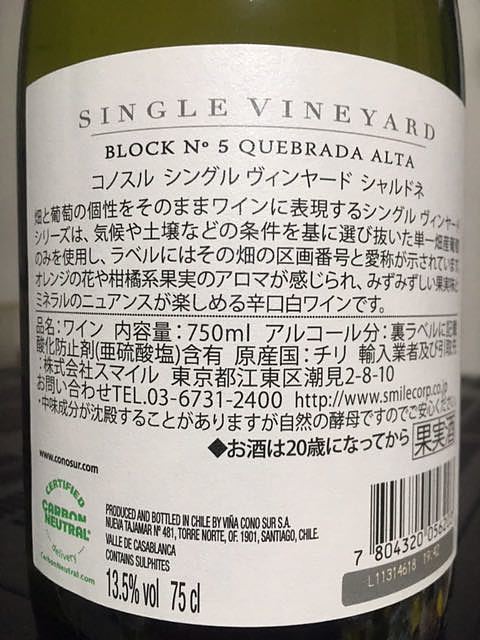 SINGLE VINEYARD
BLOCK Nº 5 QUEBRADA ALTA
コノスル シングル ヴィンヤード シャルドネ
畑と葡萄の個性をそのままワインに表現するシングル ヴィンヤード
シリーズは、気候や土壌などの条件を基に選び抜いた単一畑産葡萄
のみを使用し、ラベルにはその畑の区画番号と愛称が示されています。
オレンジの花や柑橘系果実のアロマが感じられ、みずみずしい果実味と
ミネラルのニュアンスが楽しめる辛口白ワインです。
品名:ワイン 内容量:750ml アルコール分:裏ラベルに記載
酸化防止剤(亜硫酸塩)含有 原産国:チリ 輸入業者及び引取先
:株式会社スマイル 東京都江東区潮見2-8-10
お問い合わせTEL.03-6731-2400 http://www.smilecorp.co.jp
*中味成分が沈殿することがありますが自然の酵母ですのでご安心ください
◆お酒は20歳になってから 果実酒
www.conosur.com
CERTIFIED
CARBON
NEUTRAL
delivery
CarbonNeutral.com
PRODUCED AND BOTTLED IN CHILE BY VIÑA CONO SUR S.A.
NUEVA TAJAMAR Nº 481, TORRE NORTE, OF. 1901, SANTIAGO, CHILE.
VALLE DE CASABLANCA
CONTAINS SULPHITES
13.5% vol 75 cl
7 804320
L11314618 19:42